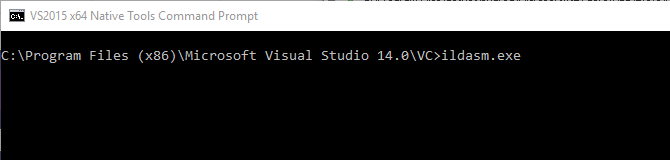 VS2015 x64 Native Tools Command Prompt
C:\Program Files (x86)\Microsoft Visual Studio 14.0\VC>ildasm.exe